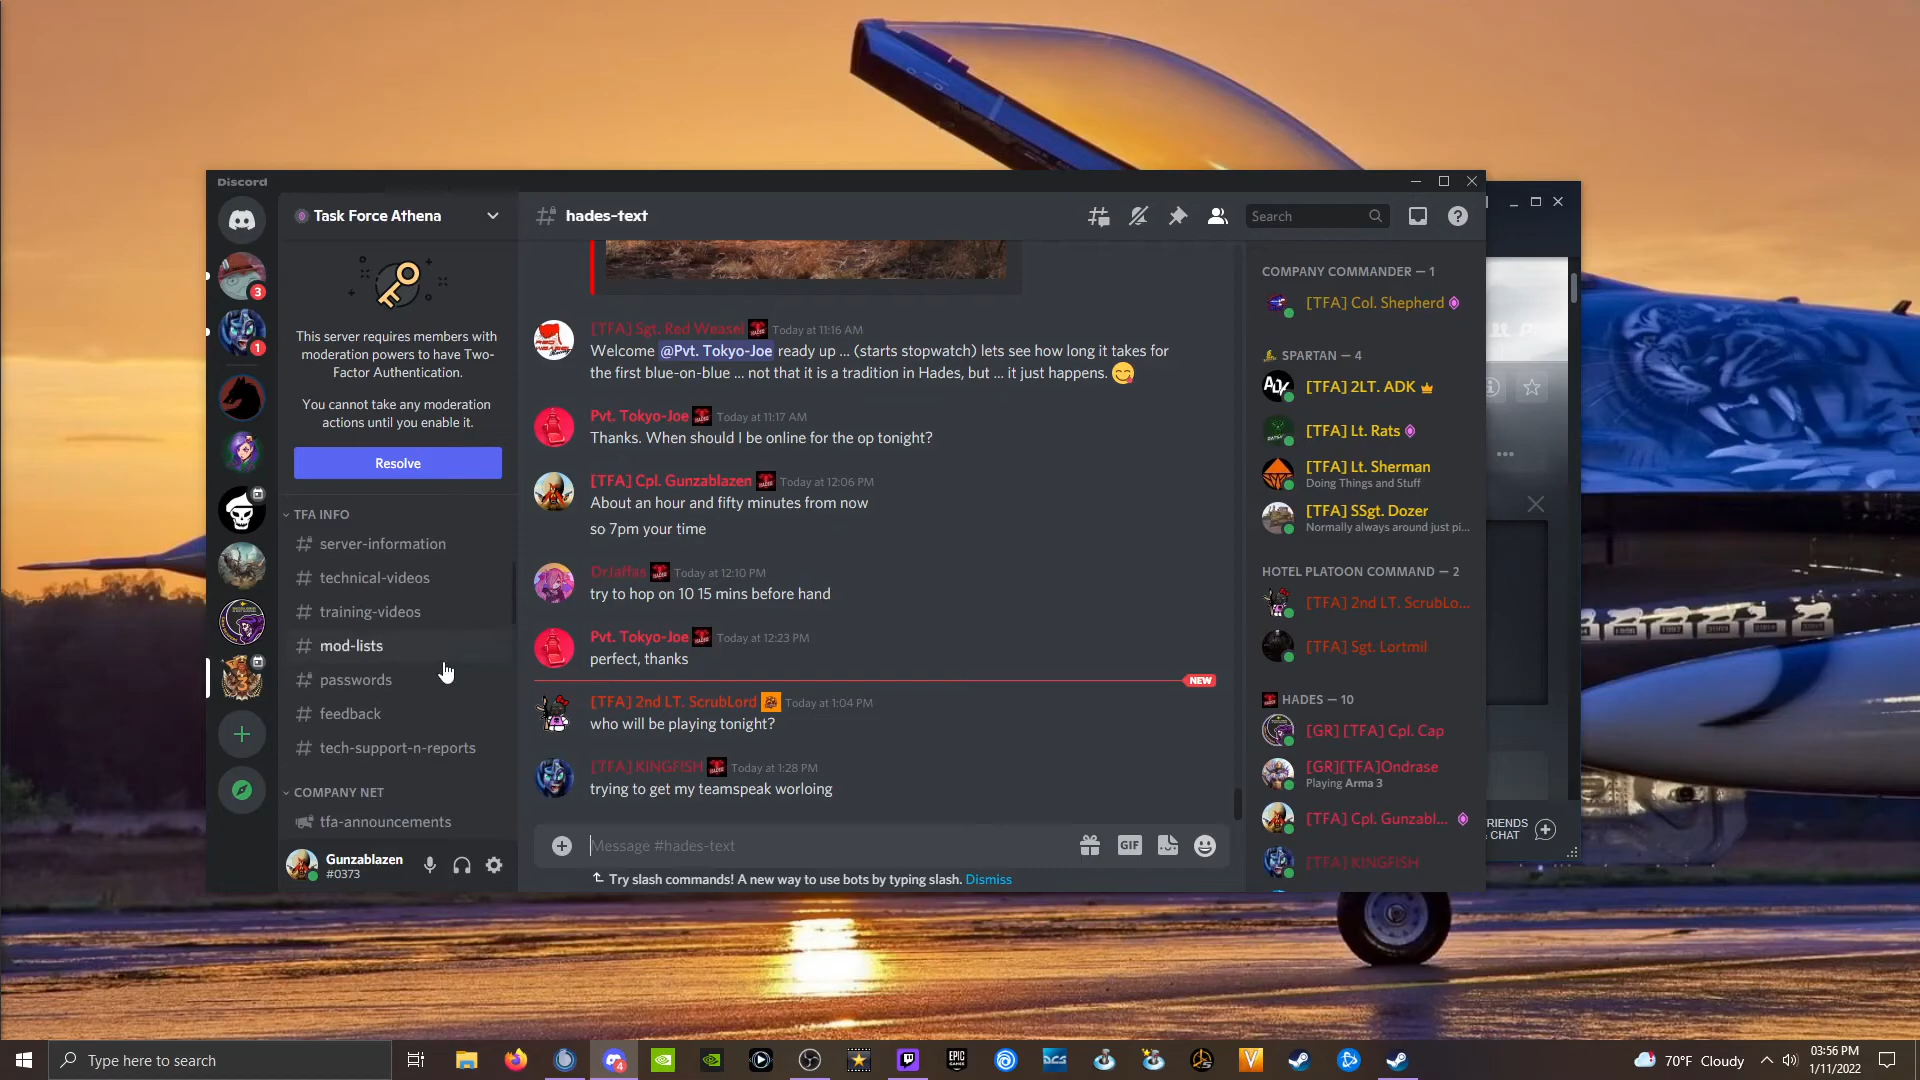 Discord
Task Force Athena
This server requires members with
moderation powers to have Two-
Factor Authentication.
You cannot take any moderation
actions until you enable it.
Resolve
TFA INFO
server-information
technical-videos
training-videos
mod-lists
passwords
feedback
tech-support-n-reports
COMPANY NET
tfa-announcements
Gunzablazen
#0373
3
1
hades-text
Search
[TFA] Sgt. Red Weasel Today at 11:16 AM
Welcome @Pvt. Tokyo-Joe ready up ... (starts stopwatch) lets see how long it takes for
the first blue-on-blue ... not that it is a tradition in Hades, but ... it just happens.
Pvt. Tokyo-Joe Today at 11:17 AM
Thanks. When should I be online for the op tonight?
[TFA] Cpl. Gunzablazen Today at 12:06 PM
About an hour and fifty minutes from now
so 7pm your time
DrJaffas Today at 12:10 PM
try to hop on 10 15 mins before hand
Pvt. Tokyo-Joe Today at 12:23 PM
perfect, thanks
NEW
[TFA] 2nd LT. ScrubLord Today at 1:04 PM
who will be playing tonight?
[TFA] KINGFISH Today at 1:28 PM
trying to get my teamspeak worloing
Message #hades-text
GIF
Try slash commands! A new way to use bots by typing slash. Dismiss
COMPANY COMMANDER — 1
[TFA] Col. Shepherd
SPARTAN — 4
[TFA] 2LT. ADK
[TFA] Lt. Rats
[TFA] Lt. Sherman
Doing Things and Stuff
[TFA] SSgt. Dozer
Normally always around just pi...
HOTEL PLATOON COMMAND — 2
[TFA] 2nd LT. ScrubLo...
[TFA] Sgt. Lortmil
HADES — 10
[GR] [TFA] Cpl. Cap
[GR][TFA]Ondrase
Playing Arma 3
[TFA] Cpl. Gunzabl...
[TFA] KINGFISH
RIENDS
CHAT
Type here to search
4
EPIC
GAMES
DCS
V
70°F Cloudy
03:56 PM
1/11/2022